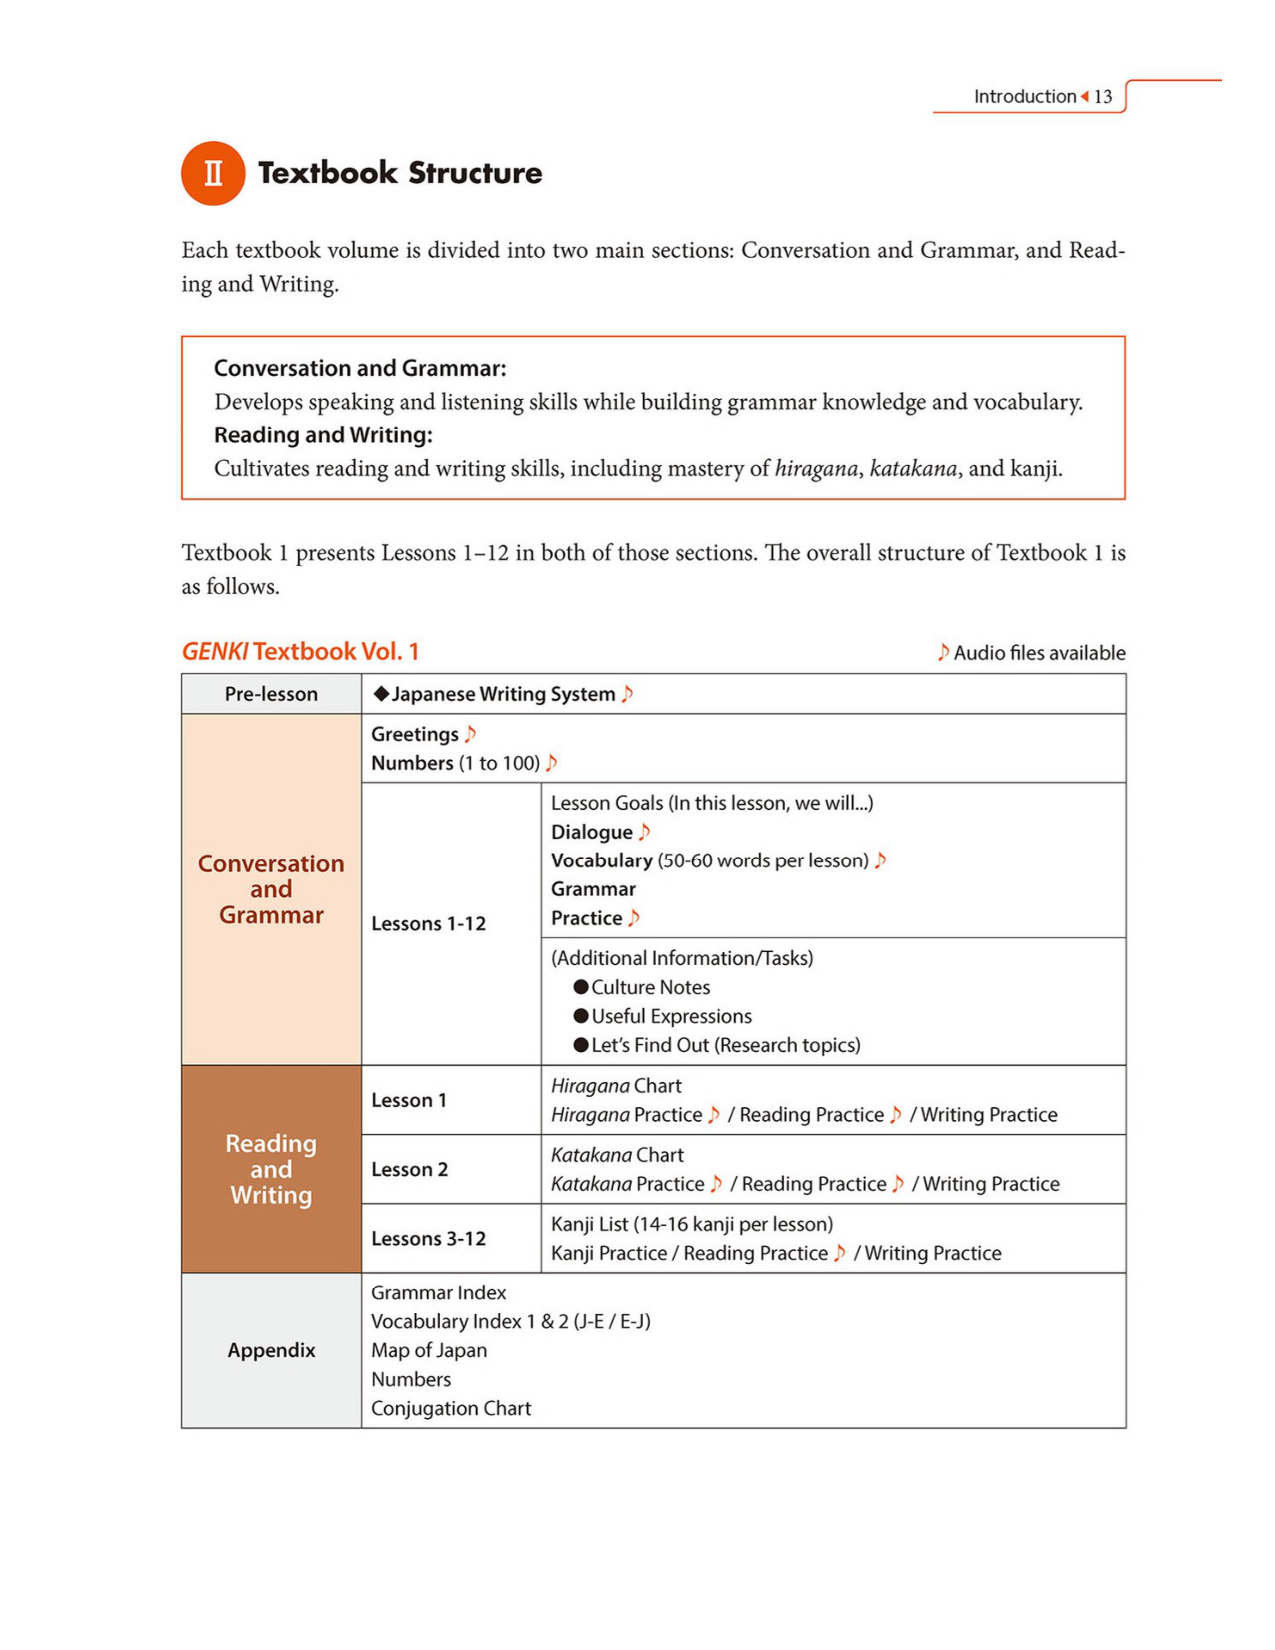 Introduction ◀ 13
II Textbook Structure
Each textbook volume is divided into two main sections: Conversation and Grammar, and Read-
ing and Writing.
Conversation and Grammar:
Develops speaking and listening skills while building grammar knowledge and vocabulary.
Reading and Writing:
Cultivates reading and writing skills, including mastery of hiragana, katakana, and kanji.
Textbook 1 presents Lessons 1–12 in both of those sections. The overall structure of Textbook 1 is
as follows.
GENKI Textbook Vol. 1
♪ Audio files available
Pre-lesson
◆Japanese Writing System ♪
Conversation
and
Grammar
Greetings ♪
Numbers (1 to 100) ♪
Lessons 1-12
Lesson Goals (In this lesson, we will...)
Dialogue ♪
Vocabulary (50-60 words per lesson) ♪
Grammar
Practice ♪
(Additional Information/Tasks)
●Culture Notes
●Useful Expressions
●Let's Find Out (Research topics)
Reading
and
Writing
Lesson 1
Hiragana Chart
Hiragana Practice ♪ / Reading Practice ♪ / Writing Practice
Lesson 2
Katakana Chart
Katakana Practice ♪ / Reading Practice ♪ / Writing Practice
Lessons 3-12
Kanji List (14-16 kanji per lesson)
Kanji Practice / Reading Practice ♪ / Writing Practice
Appendix
Grammar Index
Vocabulary Index 1 & 2 (J-E / E-J)
Map of Japan
Numbers
Conjugation Chart